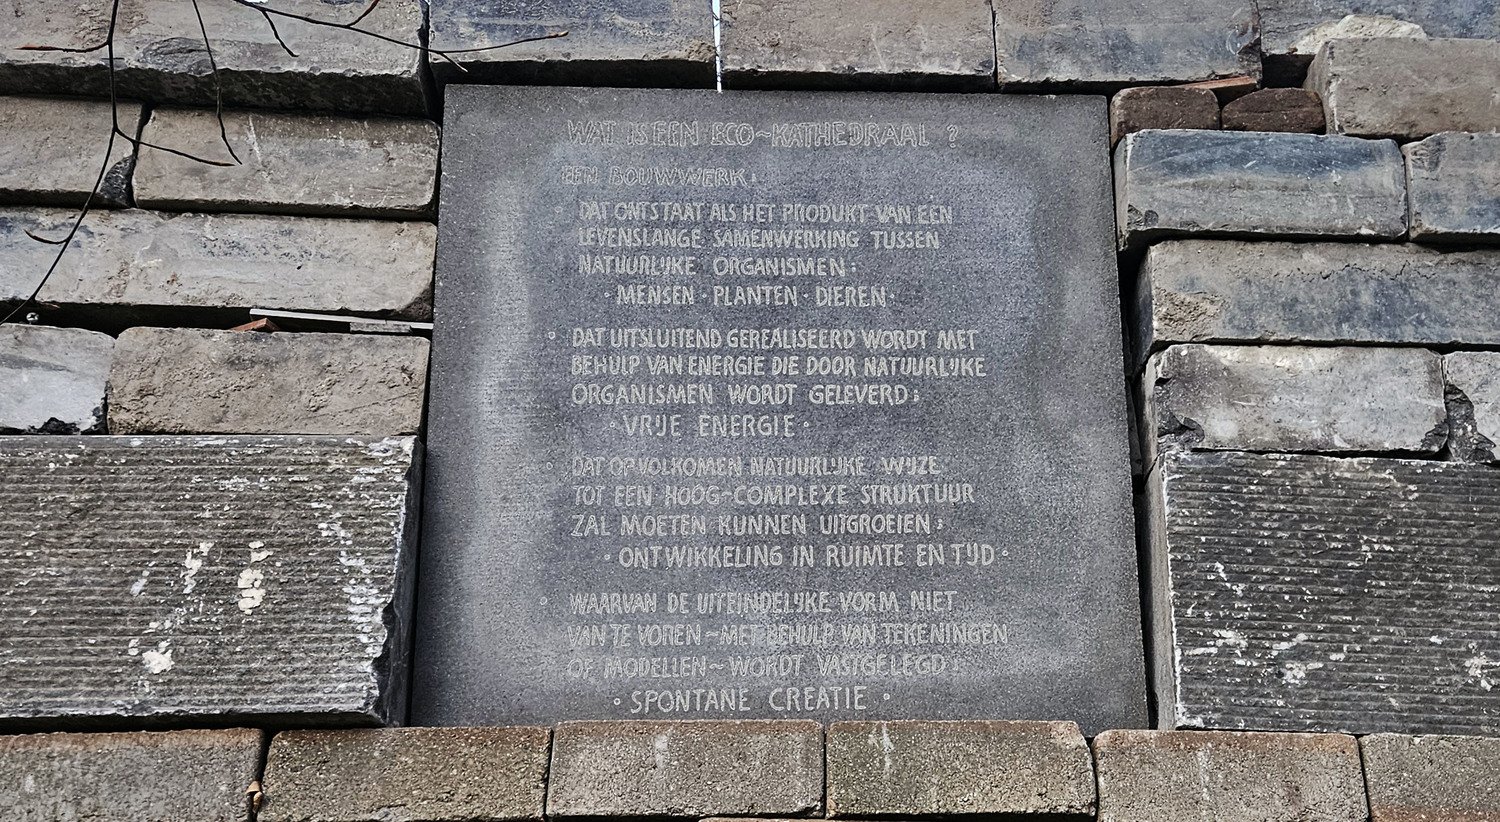 WAT IS EEN ECO~KATHEDRAAL ?
EEN BOUWWERK:
◦ DAT ONTSTAAT ALS HET PRODUKT VAN EEN
LEVENSLANGE SAMENWERKING TUSSEN
NATUURLIJKE ORGANISMEN:
· MENSEN · PLANTEN · DIEREN ·
◦ DAT UITSLUITEND GEREALISEERD WORDT MET
BEHULP VAN ENERGIE DIE DOOR NATUURLIJKE
ORGANISMEN WORDT GELEVERD:
· VRIJE ENERGIE ·
◦ DAT OP VOLKOMEN NATUURLIJKE WIJZE
TOT EEN HOOG~COMPLEXE STRUKTUUR
ZAL MOETEN KUNNEN UITGROEIEN:
· ONTWIKKELING IN RUIMTE EN TIJD ·
◦ WAARVAN DE UITEINDELIJKE VORM NIET
VAN TE VOREN~MET BEHULP VAN TEKENINGEN
OF MODELLEN~WORDT VASTGELEGD:
· SPONTANE CREATIE ·